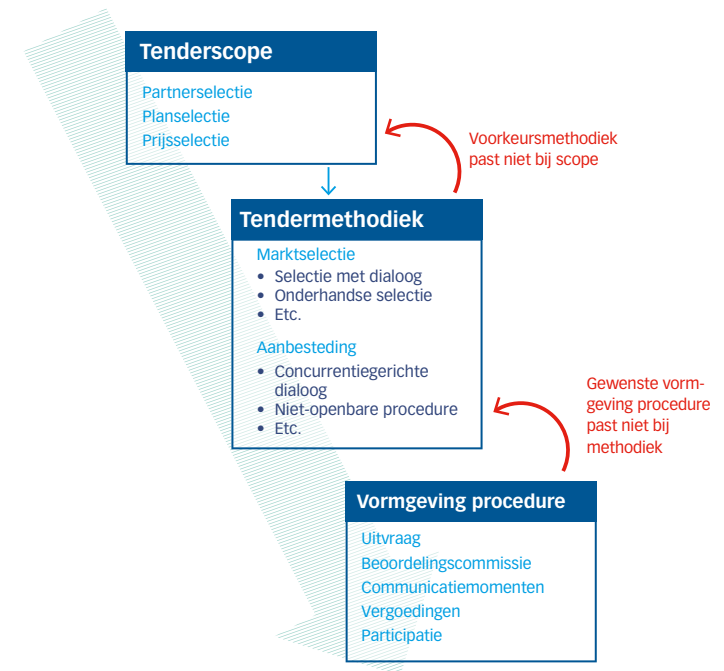 Tenderscope
Partnerselectie
Planselectie
Prijsselectie
Voorkeursmethodiek
past niet bij scope
Tendermethodiek
Marktselectie
• Selectie met dialoog
• Onderhandse selectie
• Etc.
Aanbesteding
• Concurrentiegerichte
dialoog
• Niet-openbare procedure
• Etc.
Gewenste vorm-
geving procedure
past niet bij
methodiek
Vormgeving procedure
Uitvraag
Beoordelingscommissie
Communicatiemomenten
Vergoedingen
Participatie